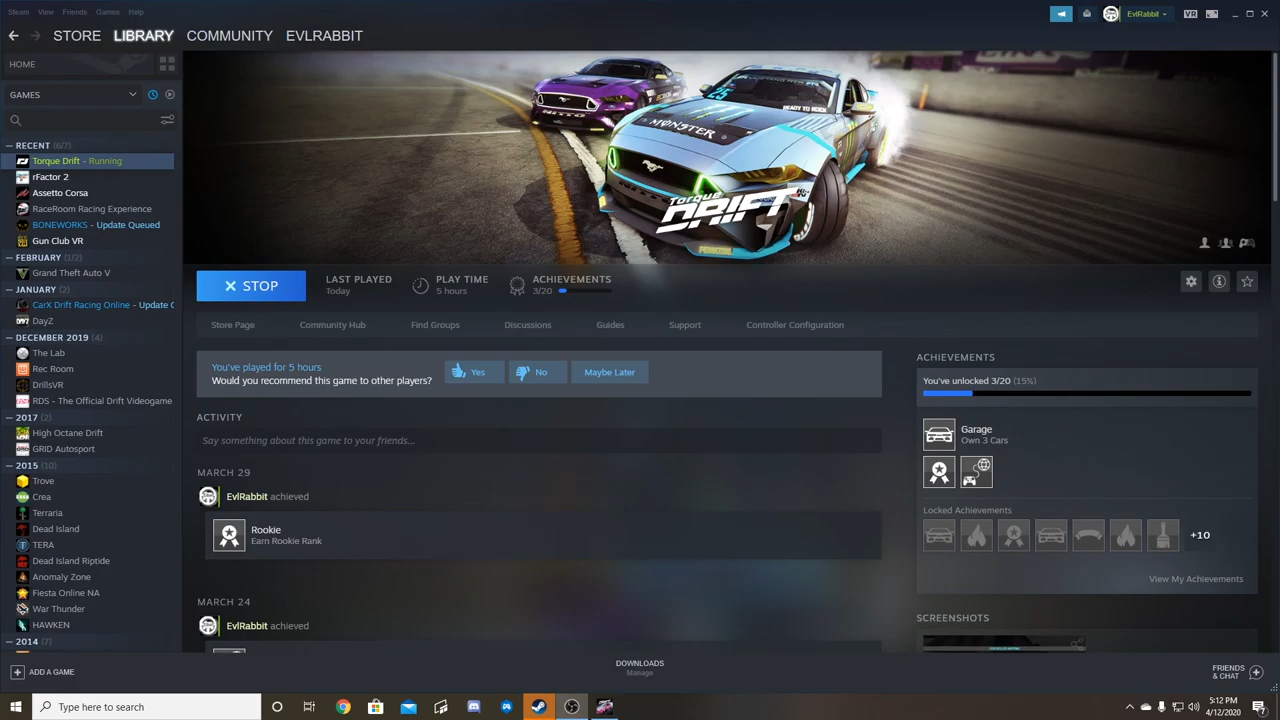 Steam View Friends Games Help
EvlRabbit
VR
STORE LIBRARY COMMUNITY EVLRABBIT
HOME
GAMES
RECENT (6/7)
Torque Drift - Running
rFactor 2
Assetto Corsa
RaceRoom Racing Experience
BONEWORKS - Update Queued
Gun Club VR
FEBRUARY (1/2)
Grand Theft Auto V
JANUARY (2)
CarX Drift Racing Online - Update
DayZ
DECEMBER 2019 (4)
The Lab
Rec Room
DrillsVR
RDS - The Official Drift Videogame
2017 (2)
High Octane Drift
GRID Autosport
2015 (10)
Trove
Crea
Terraria
Dead Island
TERA
Dead Island Riptide
Anomaly Zone
Fiesta Online NA
War Thunder
HAWKEN
2014 (7)
ADD A GAME
25
READY TO ROCK
MONSTER
NITTO
Torque
DRIFT
STOP
LAST PLAYED
Today
PLAY TIME
5 hours
ACHIEVEMENTS
3/20
Store Page Community Hub Find Groups Discussions Guides Support Controller Configuration
You've played for 5 hours
Would you recommend this game to other players?
Yes No Maybe Later
ACTIVITY
Say something about this game to your friends...
MARCH 29
EvlRabbit achieved
Rookie
Earn Rookie Rank
MARCH 24
EvlRabbit achieved
ACHIEVEMENTS
You've unlocked 3/20 (15%)
Garage
Own 3 Cars
Locked Achievements
+10
View My Achievements
SCREENSHOTS
DOWNLOADS
Manage
FRIENDS
& CHAT
Type here to search
5:12 PM
4/12/2020